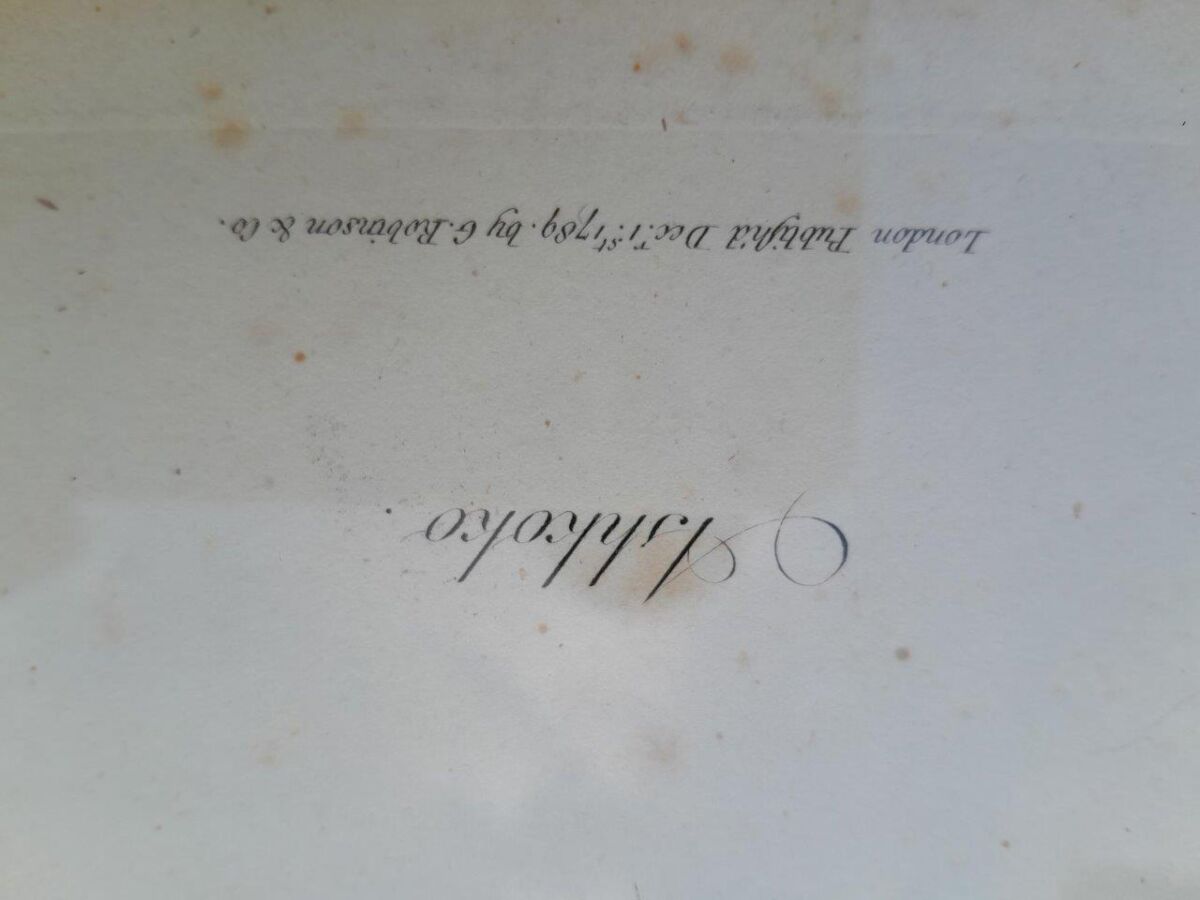 Ashkoko.
London Publiſh'd Dec.ʳ 1.ˢᵗ 1789. by G. Robinson & Co.